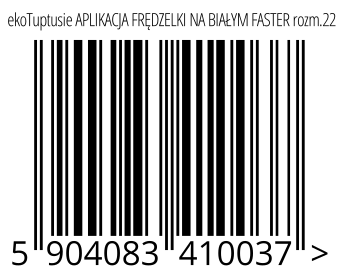 ekoTuptusie APLIKACJA FRĘDZELKI NA BIAŁYM FASTER rozm.22
5 904083 410037 >